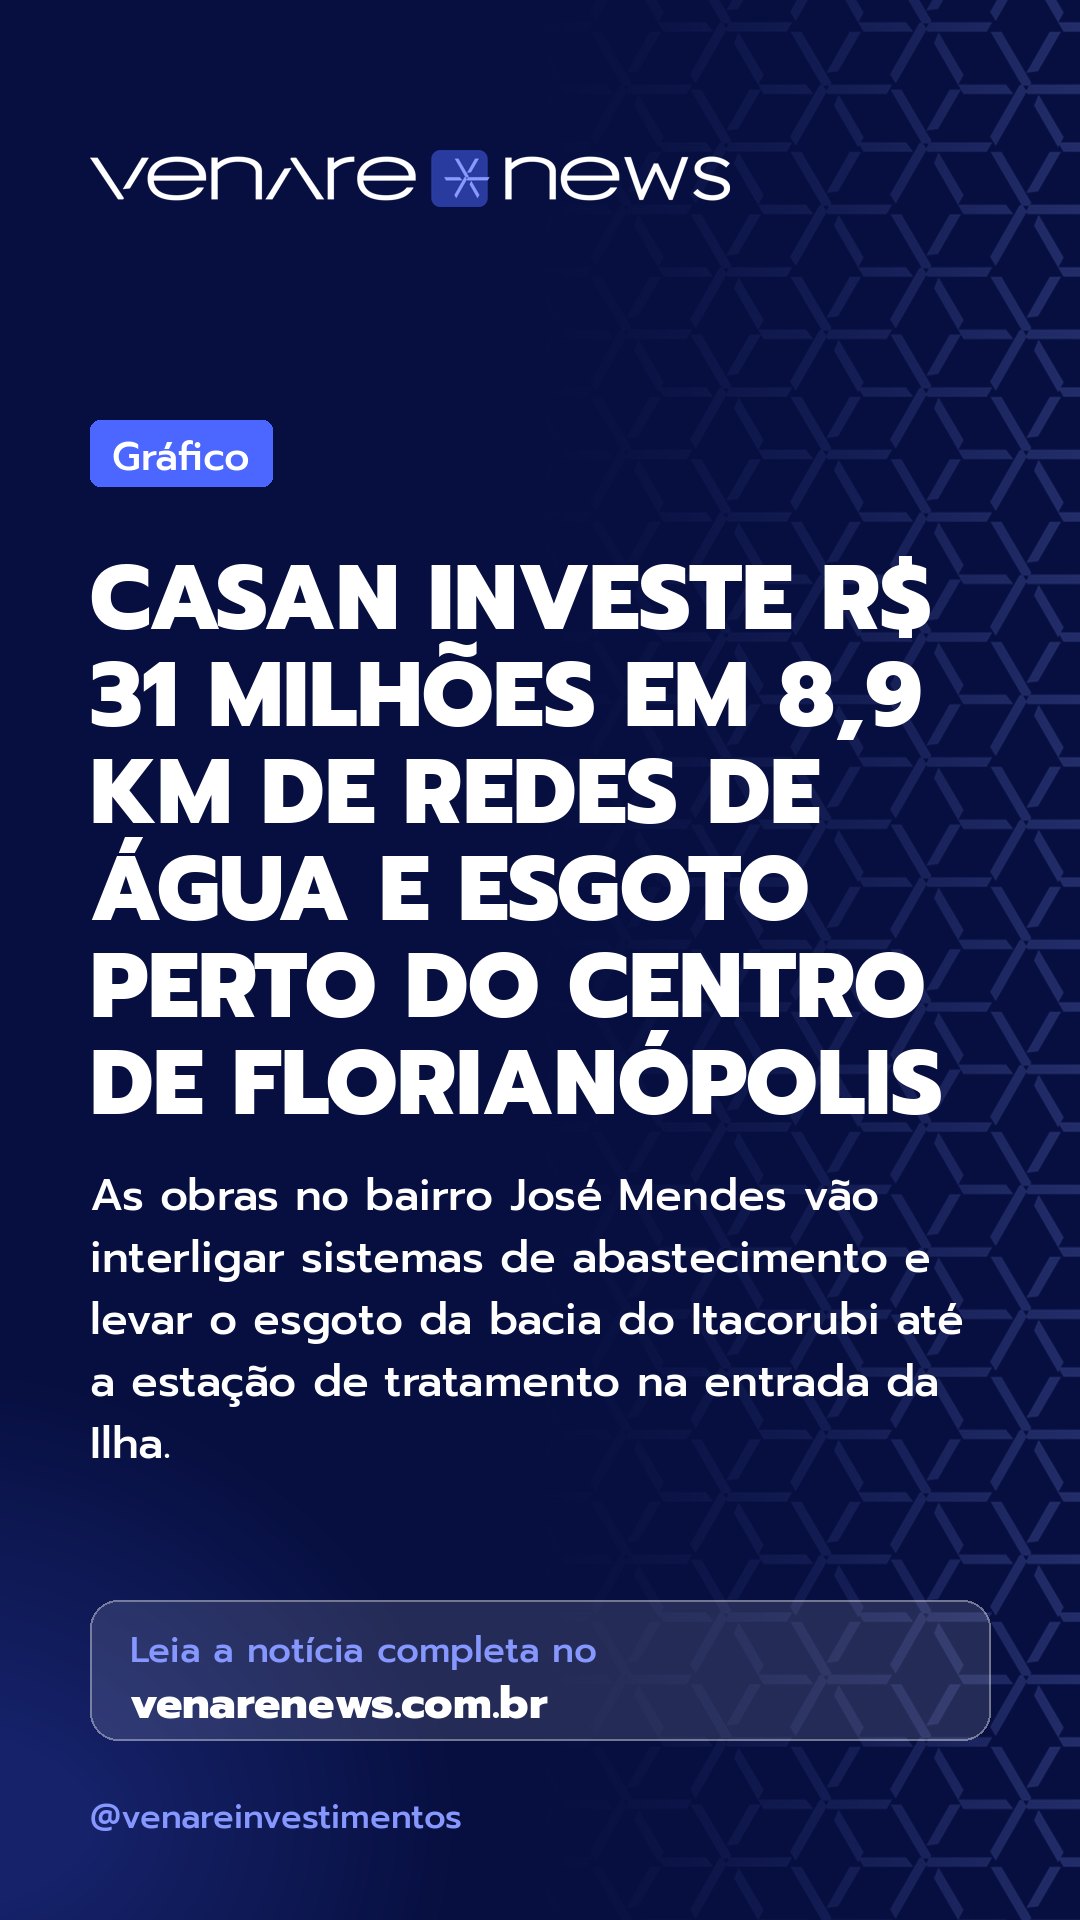 venare news
Gráfico
CASAN INVESTE R$
31 MILHÕES EM 8,9
KM DE REDES DE
ÁGUA E ESGOTO
PERTO DO CENTRO
DE FLORIANÓPOLIS
As obras no bairro José Mendes vão
interligar sistemas de abastecimento e
levar o esgoto da bacia do Itacorubi até
a estação de tratamento na entrada da
Ilha.
Leia a notícia completa no
venarenews.com.br
@venareinvestimentos